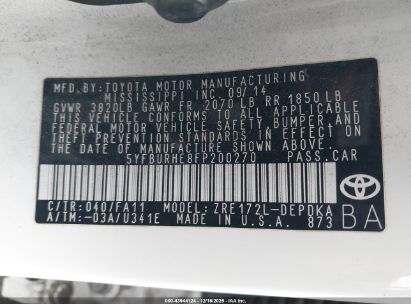 MFD. BY: TOYOTA MOTOR MANUFACTURING
MISSISSIPPI INC. 09/14
GVWR 3820LB GAWR FR 2070 LB RR 1850 LB
THIS VEHICLE CONFORMS TO ALL APPLICABLE
FEDERAL MOTOR VEHICLE SAFETY, BUMPER, AND
THEFT PREVENTION STANDARDS IN EFFECT ON
THE DATE OF MANUFACTURE SHOWN ABOVE.
5YFBURHE8FP200270 PASS.CAR
TOYOTA
C/TR: 040/FA11 ZRE172L-DEPDKA
A/TM: -03A/U341E MADE IN U.S.A. 873
BA